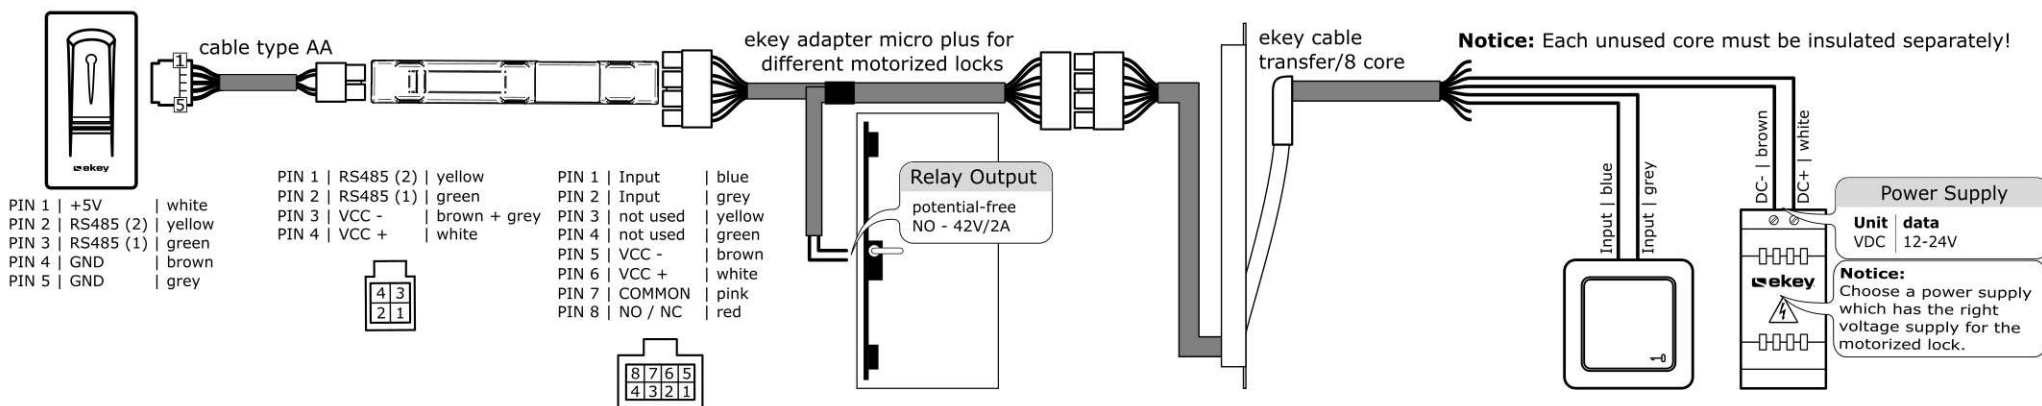 cable type AA
1
5
ekey
PIN 1 | +5V | white
PIN 2 | RS485 (2) | yellow
PIN 3 | RS485 (1) | green
PIN 4 | GND | brown
PIN 5 | GND | grey
PIN 1 | RS485 (2) | yellow
PIN 2 | RS485 (1) | green
PIN 3 | VCC - | brown + grey
PIN 4 | VCC + | white
4 3
2 1
PIN 1 | Input | blue
PIN 2 | Input | grey
PIN 3 | not used | yellow
PIN 4 | not used | green
PIN 5 | VCC - | brown
PIN 6 | VCC + | white
PIN 7 | COMMON | pink
PIN 8 | NO / NC | red
8 7 6 5
4 3 2 1
ekey adapter micro plus for
different motorized locks
Relay Output
potential-free
NO - 42V/2A
ekey cable
transfer/8 core
Notice: Each unused core must be insulated separately!
Input | blue
Input | grey
DC- | brown
DC+ | white
Power Supply
Unit | data
VDC | 12-24V
ekey
Notice:
Choose a power supply
which has the right
voltage supply for the
motorized lock.